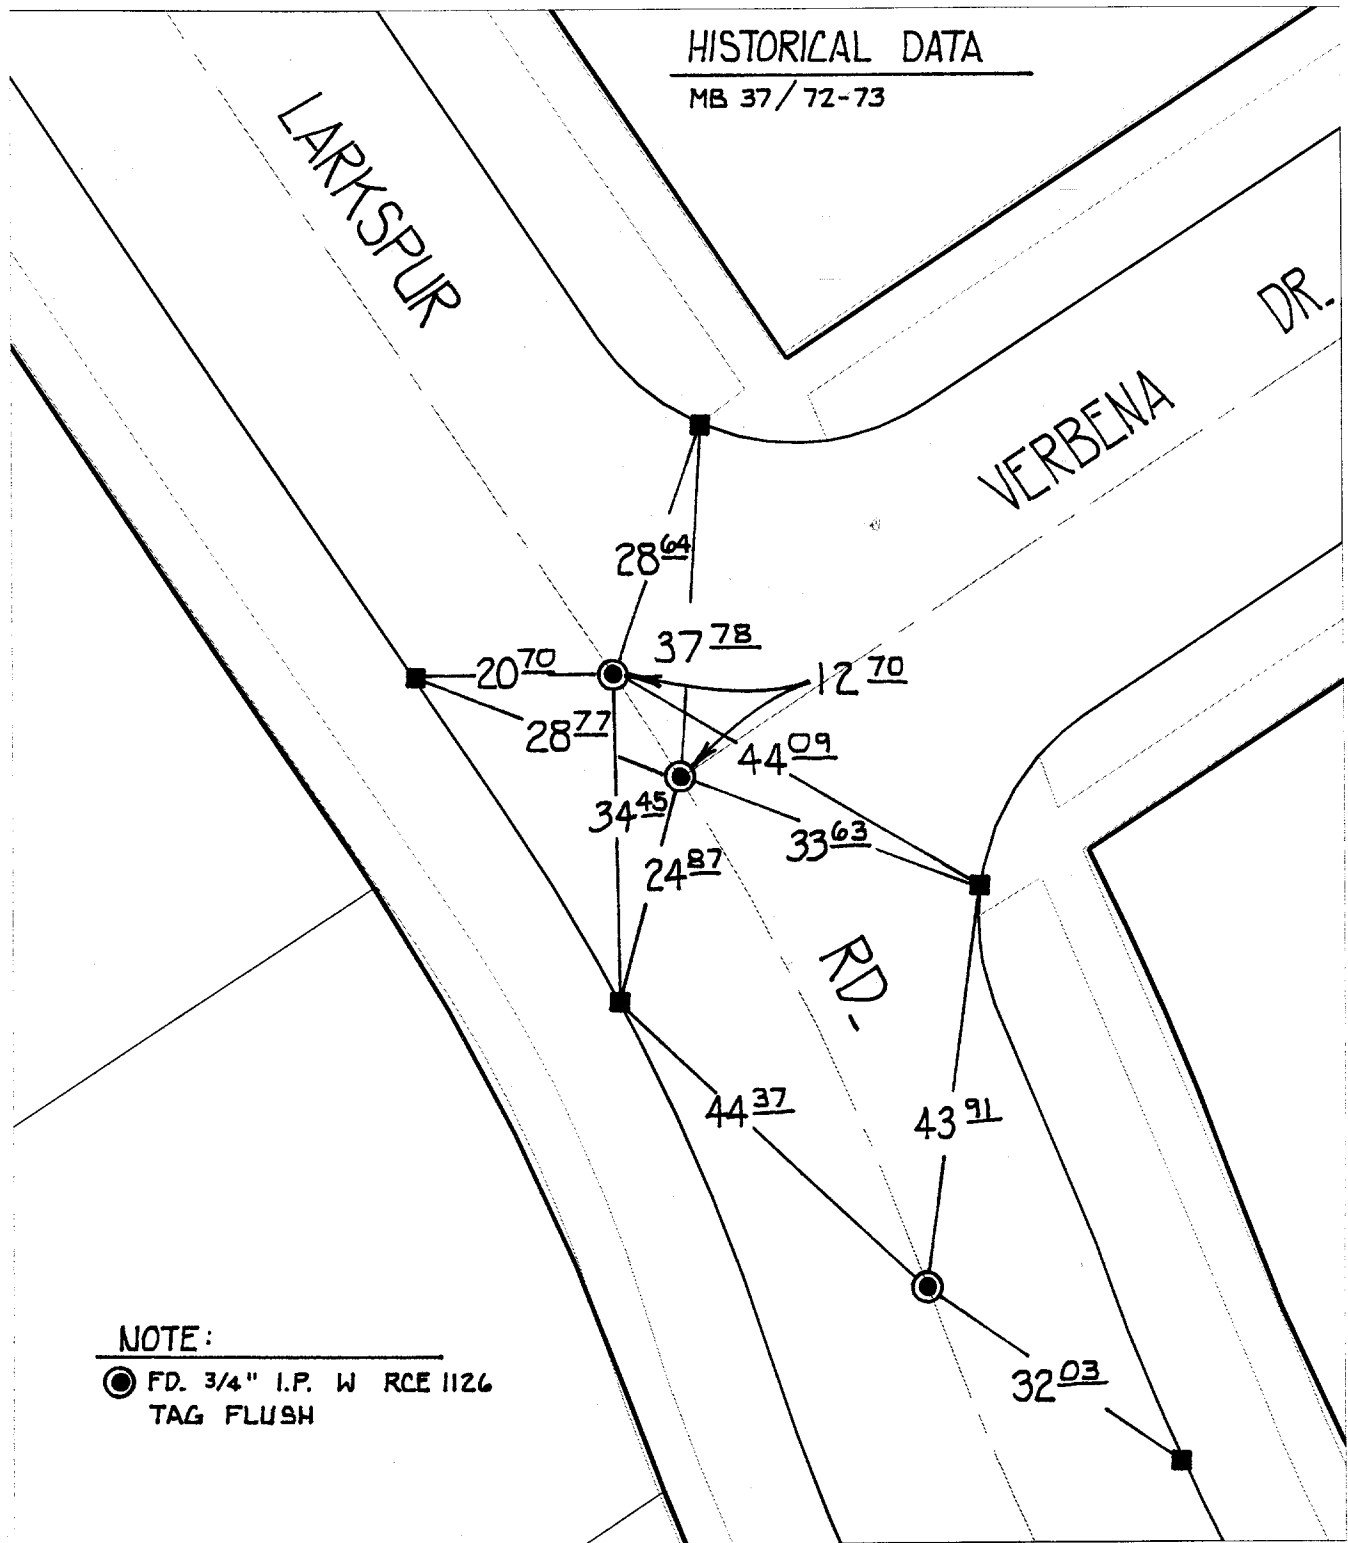 HISTORICAL DATA
MB 37/72-73
LARKSPUR
DR.
VERBENA
28 64
37 78
20 70
12 70
28 77
44 09
34 45
33 63
24 87
RD.
44 37
43 91
NOTE:
FD. 3/4" I.P. W RCE 1126
TAG FLUSH
32 03